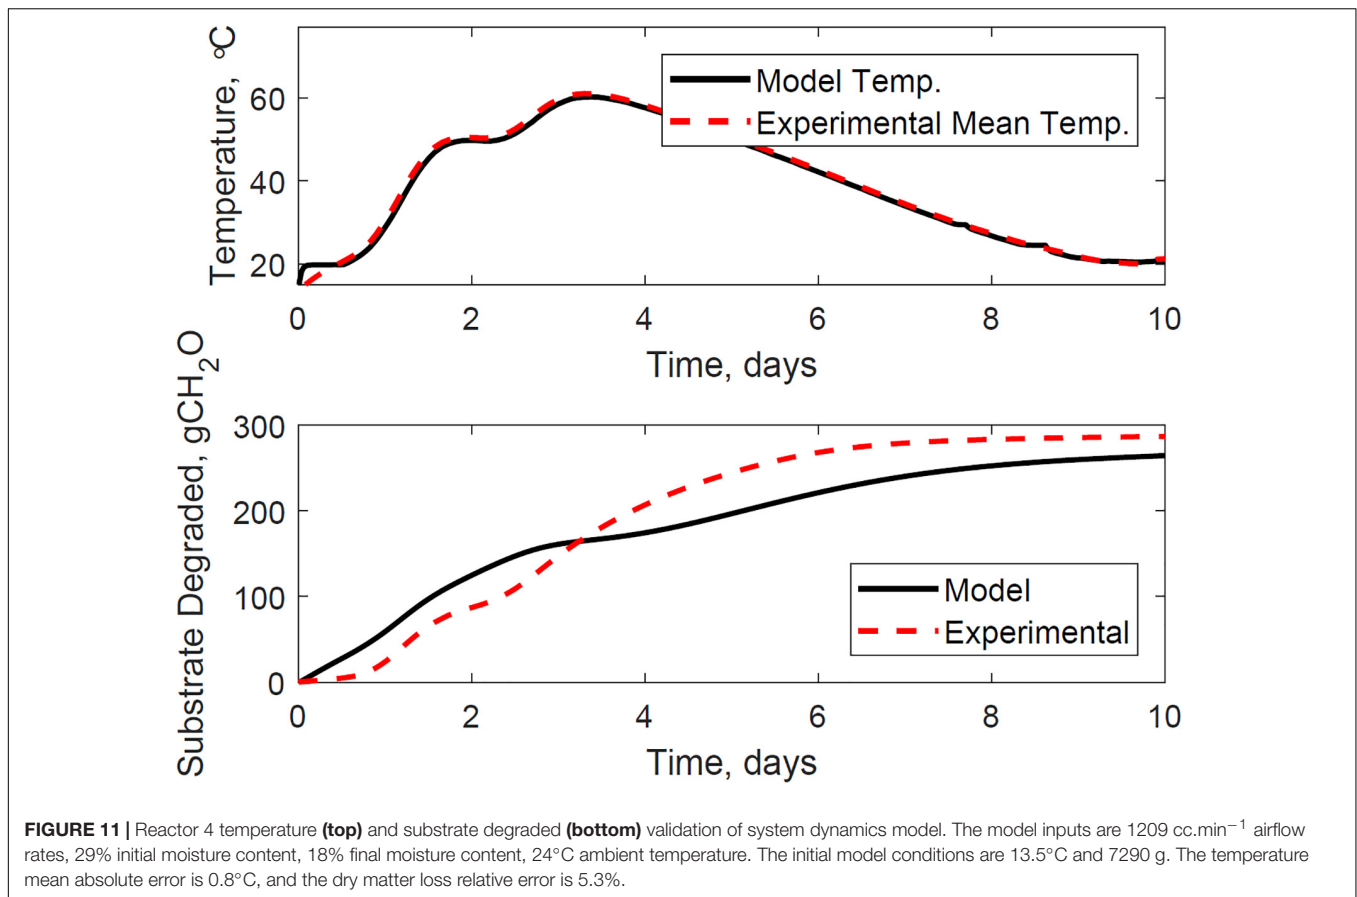 Temperature, °C
60
40
20
Model Temp.
Experimental Mean Temp.
0 2 4 6 8 10
Time, days
Substrate Degraded, gCH2O
300
200
100
0
Model
Experimental
0 2 4 6 8 10
Time, days
FIGURE 11 | Reactor 4 temperature (top) and substrate degraded (bottom) validation of system dynamics model. The model inputs are 1209 cc.min−1 airflow
rates, 29% initial moisture content, 18% final moisture content, 24°C ambient temperature. The initial model conditions are 13.5°C and 7290 g. The temperature
mean absolute error is 0.8°C, and the dry matter loss relative error is 5.3%.